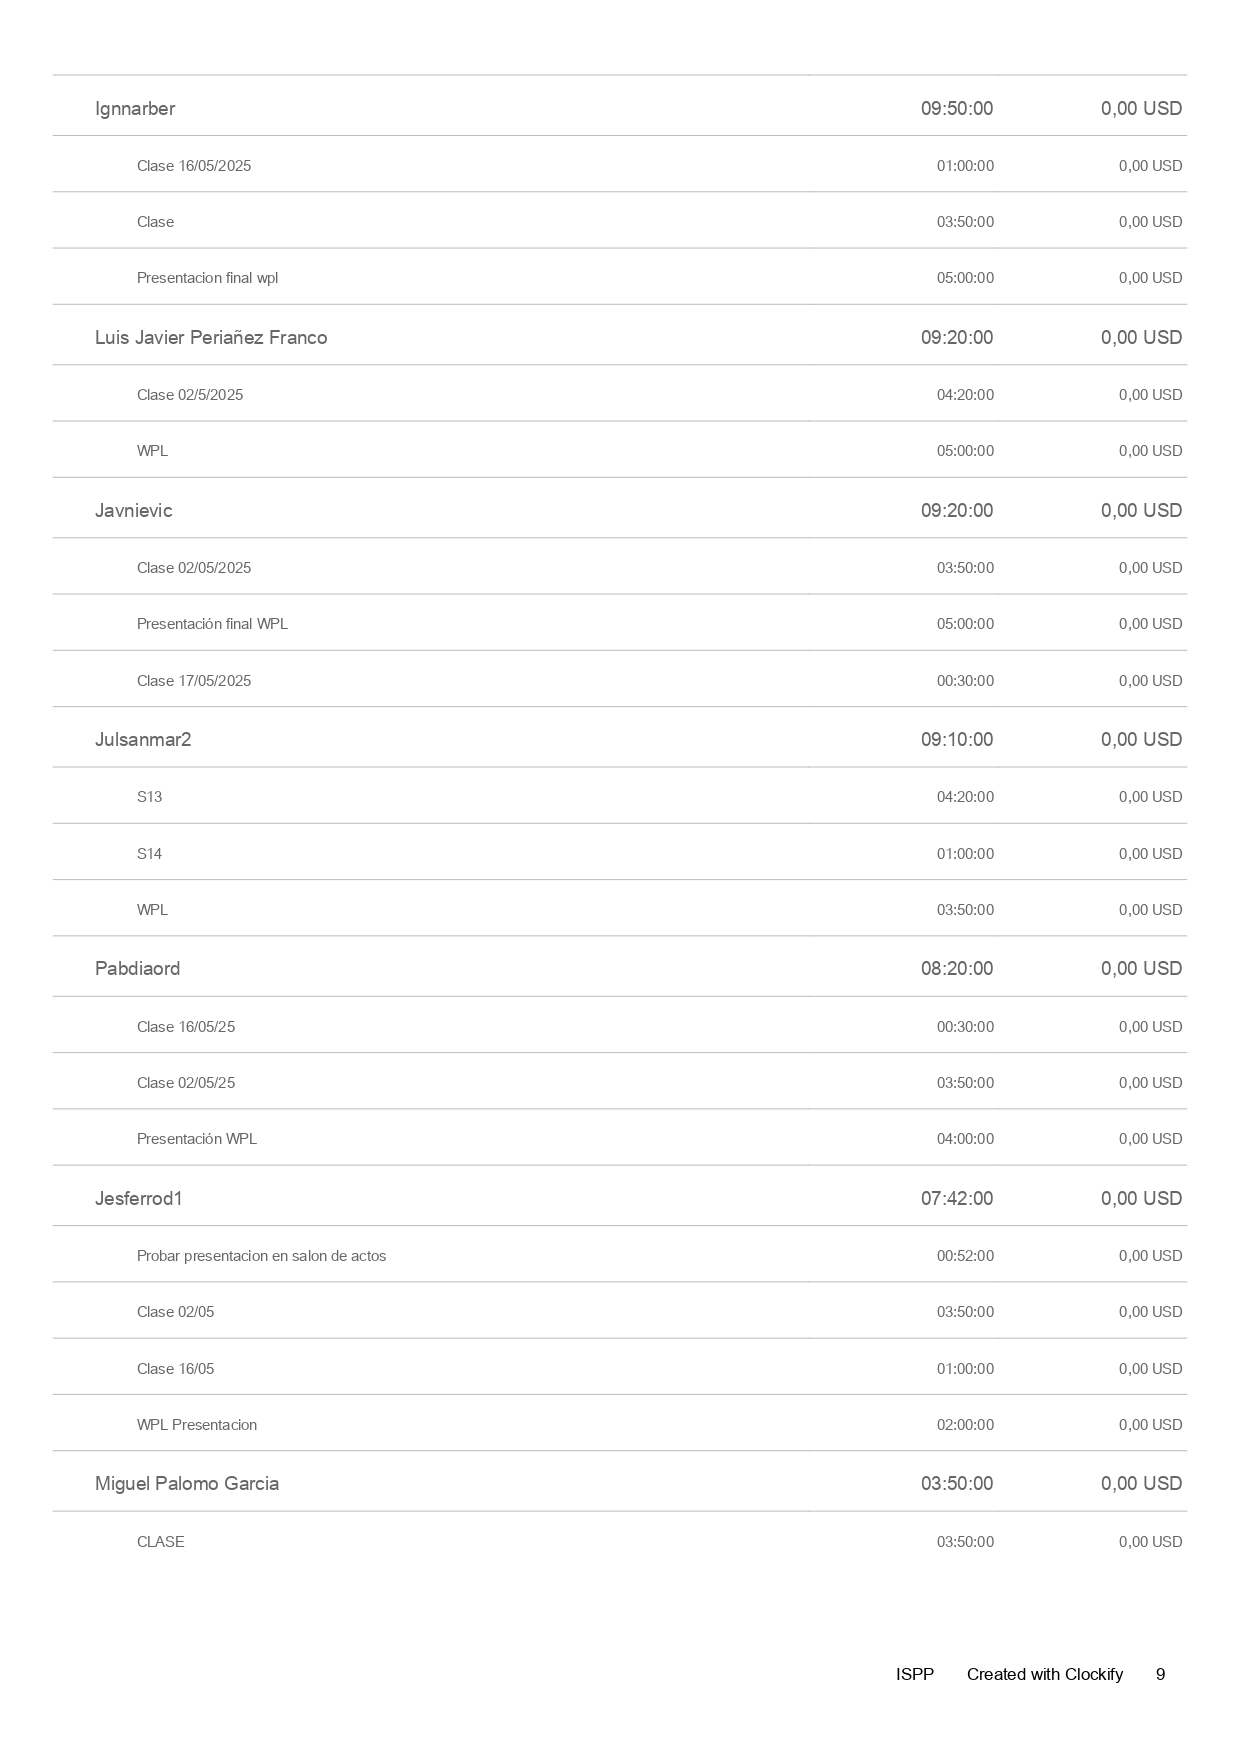 Ignnarber 09:50:00 0,00 USD
Clase 16/05/2025 01:00:00 0,00 USD
Clase 03:50:00 0,00 USD
Presentacion final wpl 05:00:00 0,00 USD
Luis Javier Periañez Franco 09:20:00 0,00 USD
Clase 02/5/2025 04:20:00 0,00 USD
WPL 05:00:00 0,00 USD
Javnievic 09:20:00 0,00 USD
Clase 02/05/2025 03:50:00 0,00 USD
Presentación final WPL 05:00:00 0,00 USD
Clase 17/05/2025 00:30:00 0,00 USD
Julsanmar2 09:10:00 0,00 USD
S13 04:20:00 0,00 USD
S14 01:00:00 0,00 USD
WPL 03:50:00 0,00 USD
Pabdiaord 08:20:00 0,00 USD
Clase 16/05/25 00:30:00 0,00 USD
Clase 02/05/25 03:50:00 0,00 USD
Presentación WPL 04:00:00 0,00 USD
Jesferrod1 07:42:00 0,00 USD
Probar presentacion en salon de actos 00:52:00 0,00 USD
Clase 02/05 03:50:00 0,00 USD
Clase 16/05 01:00:00 0,00 USD
WPL Presentacion 02:00:00 0,00 USD
Miguel Palomo Garcia 03:50:00 0,00 USD
CLASE 03:50:00 0,00 USD
ISPP Created with Clockify 9